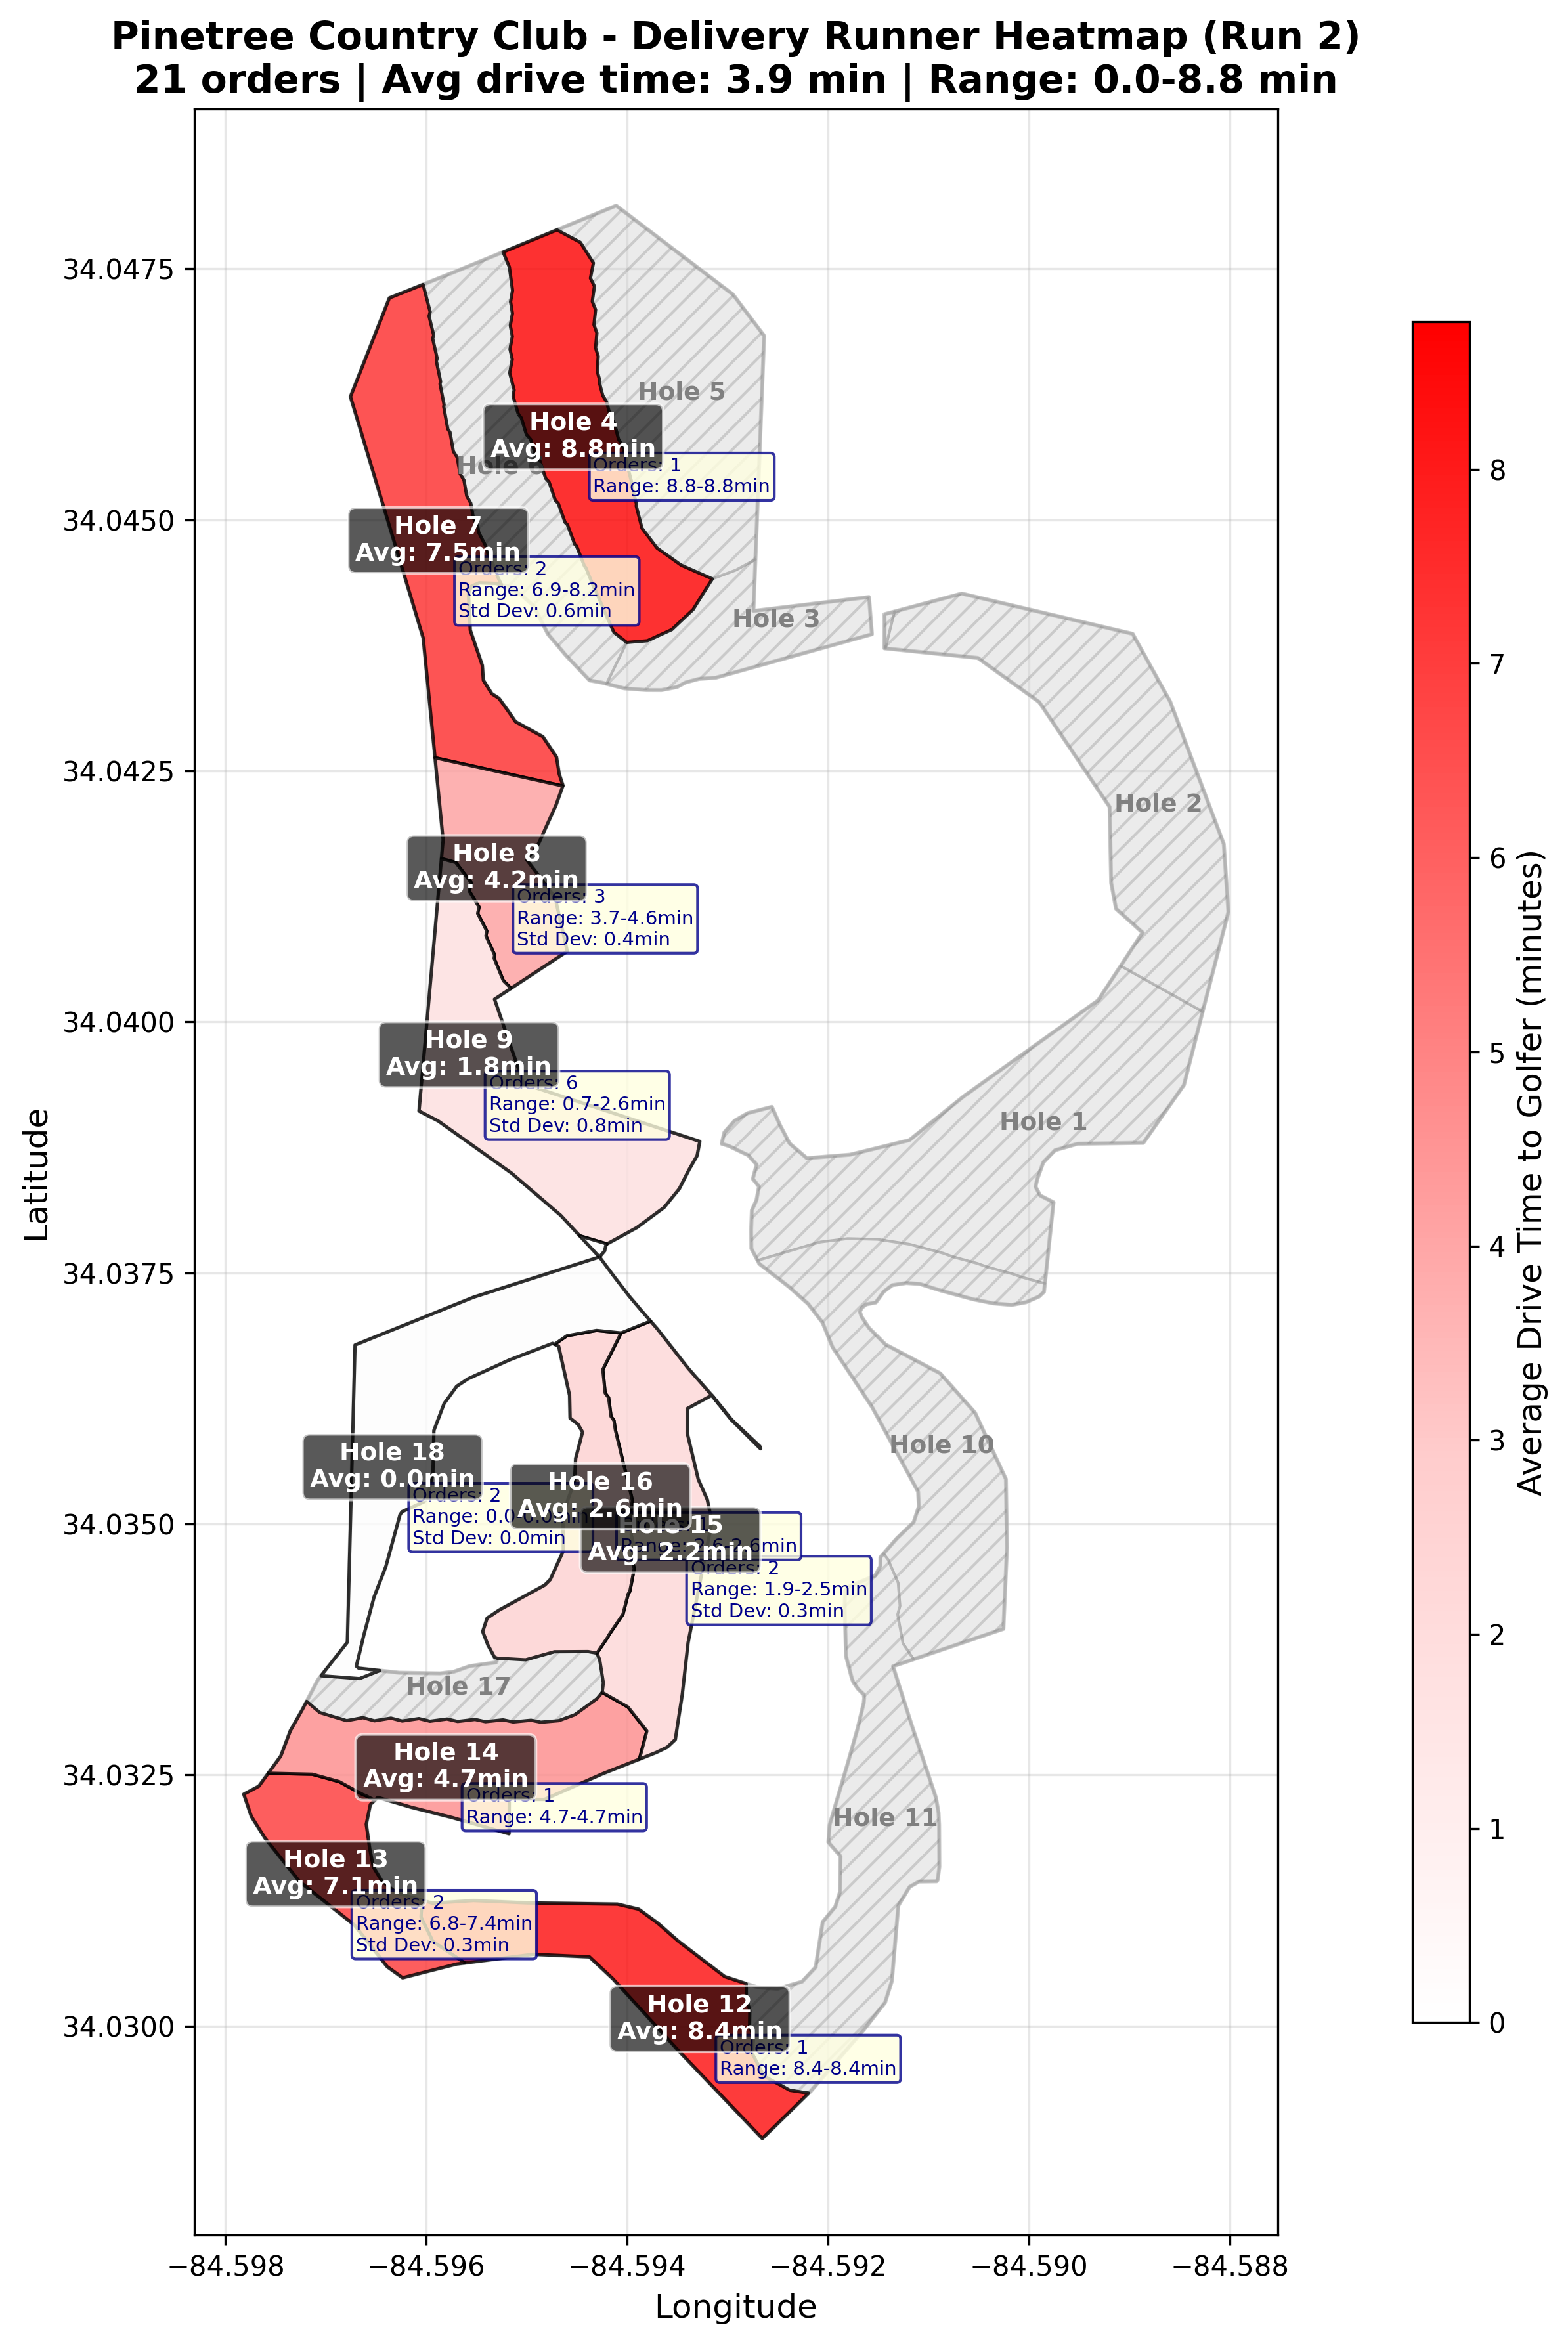 Pinetree Country Club - Delivery Runner Heatmap (Run 2)
21 orders | Avg drive time: 3.9 min | Range: 0.0-8.8 min
Latitude
34.0475
34.0450
34.0425
34.0400
34.0375
34.0350
34.0325
34.0300
Hole 5
Hole 4
Avg: 8.8min
Orders: 1
Range: 8.8-8.8min
Hole 6
Hole 7
Avg: 7.5min
Orders: 2
Range: 6.9-8.2min
Std Dev: 0.6min
Hole 3
Hole 2
Hole 8
Avg: 4.2min
Orders: 3
Range: 3.7-4.6min
Std Dev: 0.4min
Hole 9
Avg: 1.8min
Orders: 6
Range: 0.7-2.6min
Std Dev: 0.8min
Hole 1
Hole 10
Hole 18
Avg: 0.0min
Orders: 2
Range: 0.0-0.0min
Std Dev: 0.0min
Hole 16
Avg: 2.6min
Hole 15
Avg: 2.2min
Orders: 2
Range: 1.9-2.5min
Std Dev: 0.3min
Hole 17
Hole 14
Avg: 4.7min
Orders: 1
Range: 4.7-4.7min
Hole 11
Hole 13
Avg: 7.1min
Orders: 2
Range: 6.8-7.4min
Std Dev: 0.3min
Hole 12
Avg: 8.4min
Orders: 1
Range: 8.4-8.4min
−84.598
−84.596
−84.594
−84.592
−84.590
−84.588
Longitude
8
7
6
5
4
3
2
1
0
Average Drive Time to Golfer (minutes)